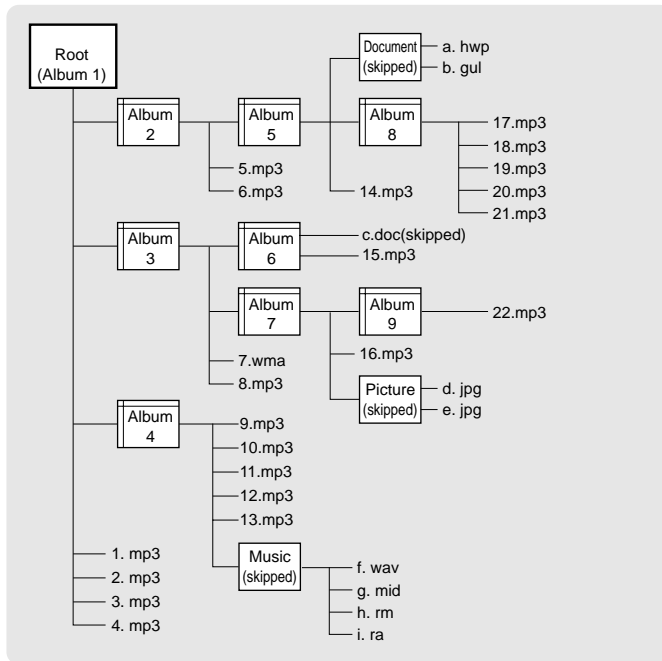 Root
(Album 1)
Document
(skipped)
a. hwp
b. gul
Album
2
Album
5
Album
8
17.mp3
18.mp3
19.mp3
20.mp3
21.mp3
5.mp3
6.mp3
14.mp3
Album
3
Album
6
c.doc(skipped)
15.mp3
Album
7
Album
9
22.mp3
7.wma
8.mp3
16.mp3
Picture
(skipped)
d. jpg
e. jpg
Album
4
9.mp3
10.mp3
11.mp3
12.mp3
13.mp3
Music
(skipped)
f. wav
g. mid
h. rm
i. ra
1. mp3
2. mp3
3. mp3
4. mp3